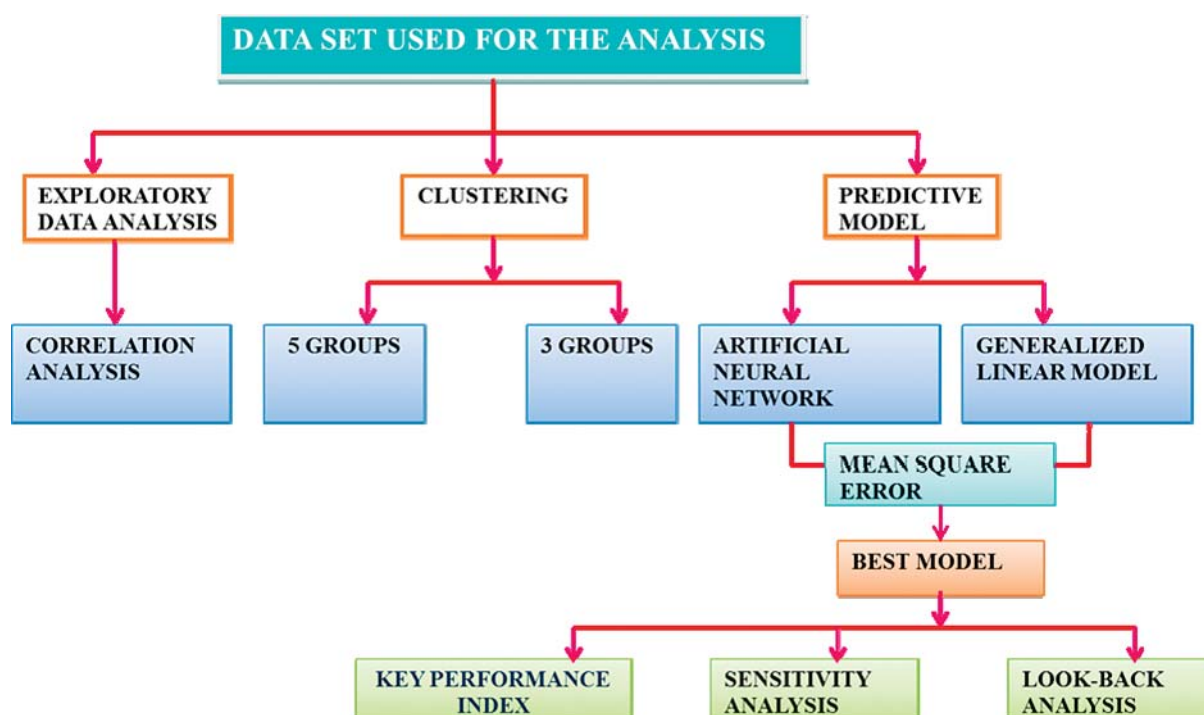 DATA SET USED FOR THE ANALYSIS
EXPLORATORY
DATA ANALYSIS
CLUSTERING
PREDICTIVE
MODEL
CORRELATION
ANALYSIS
5 GROUPS
3 GROUPS
ARTIFICIAL
NEURAL
NETWORK
GENERALIZED
LINEAR MODEL
MEAN SQUARE
ERROR
BEST MODEL
KEY PERFORMANCE
INDEX
SENSITIVITY
ANALYSIS
LOOK-BACK
ANALYSIS